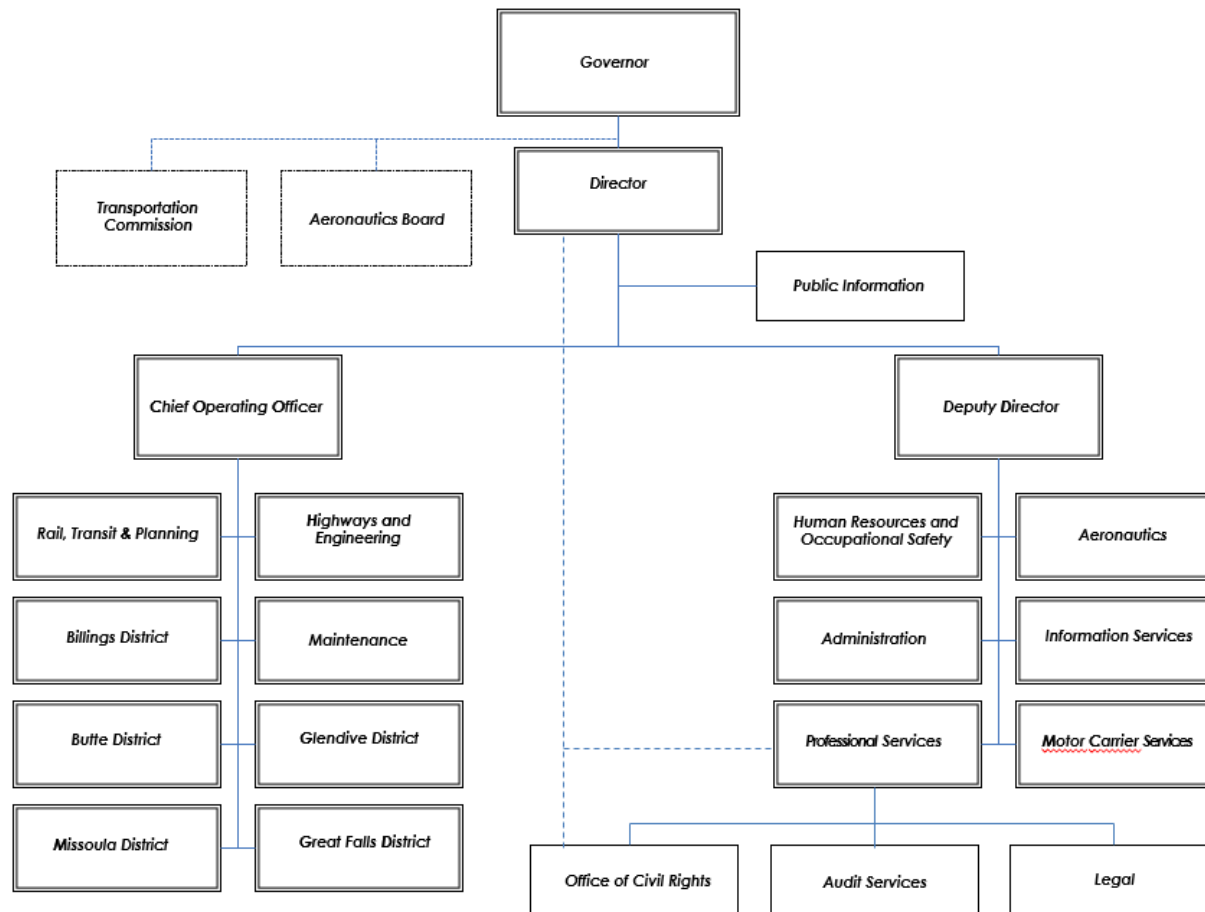 Governor
Director
Transportation
Commission
Aeronautics Board
Public Information
Chief Operating Officer
Deputy Director
Rail, Transit & Planning
Highways and
Engineering
Human Resources and
Occupational Safety
Aeronautics
Billings District
Maintenance
Administration
Information Services
Butte District
Glendive District
Professional Services
Motor Carrier Services
Missoula District
Great Falls District
Office of Civil Rights
Audit Services
Legal